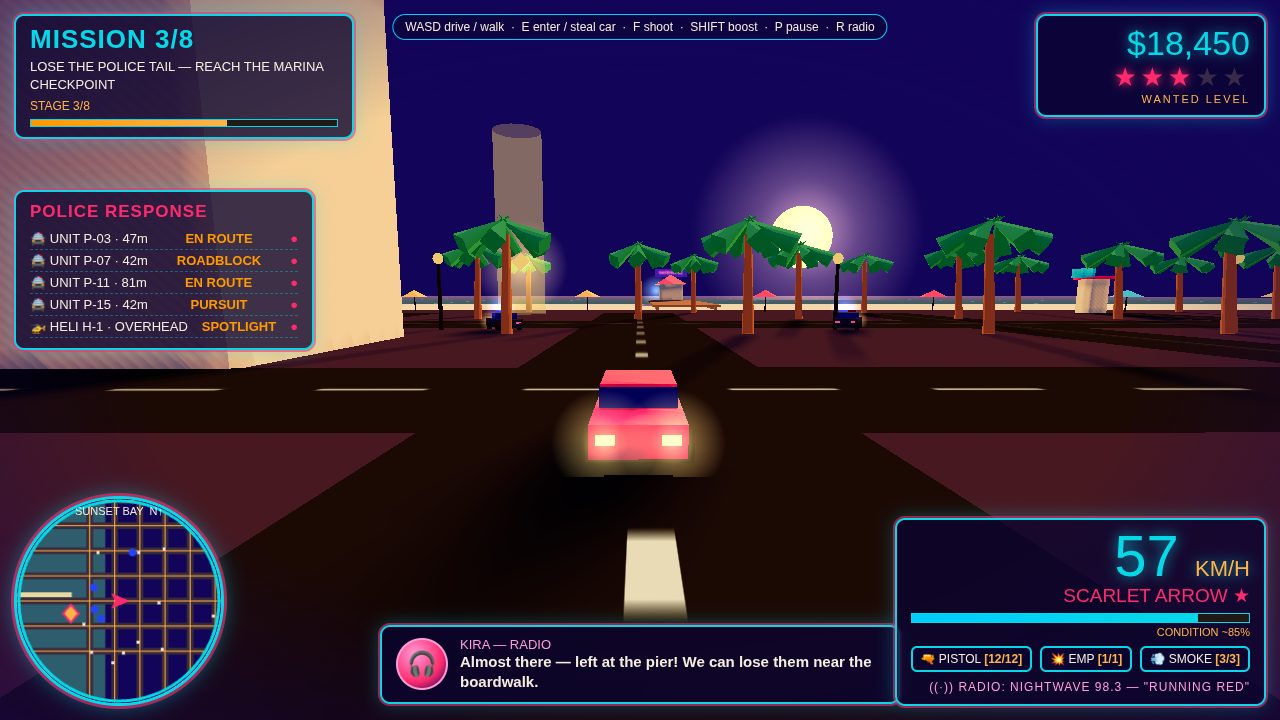 MISSION 3/8
LOSE THE POLICE TAIL — REACH THE MARINA
CHECKPOINT
STAGE 3/8
WASD drive / walk · E enter / steal car · F shoot · SHIFT boost · P pause · R radio
$18,450
WANTED LEVEL
POLICE RESPONSE
UNIT P-03 · 47m EN ROUTE
UNIT P-07 · 42m ROADBLOCK
UNIT P-11 · 81m EN ROUTE
UNIT P-15 · 42m PURSUIT
HELI H-1 · OVERHEAD SPOTLIGHT
SUNSET BAY
KIRA — RADIO
Almost there — left at the pier! We can lose them near the
boardwalk.
57 KM/H
SCARLET ARROW ★
CONDITION ~85%
PISTOL [12/12] EMP [1/1] SMOKE [3/3]
((·)) RADIO: NIGHTWAVE 98.3 — "RUNNING RED"